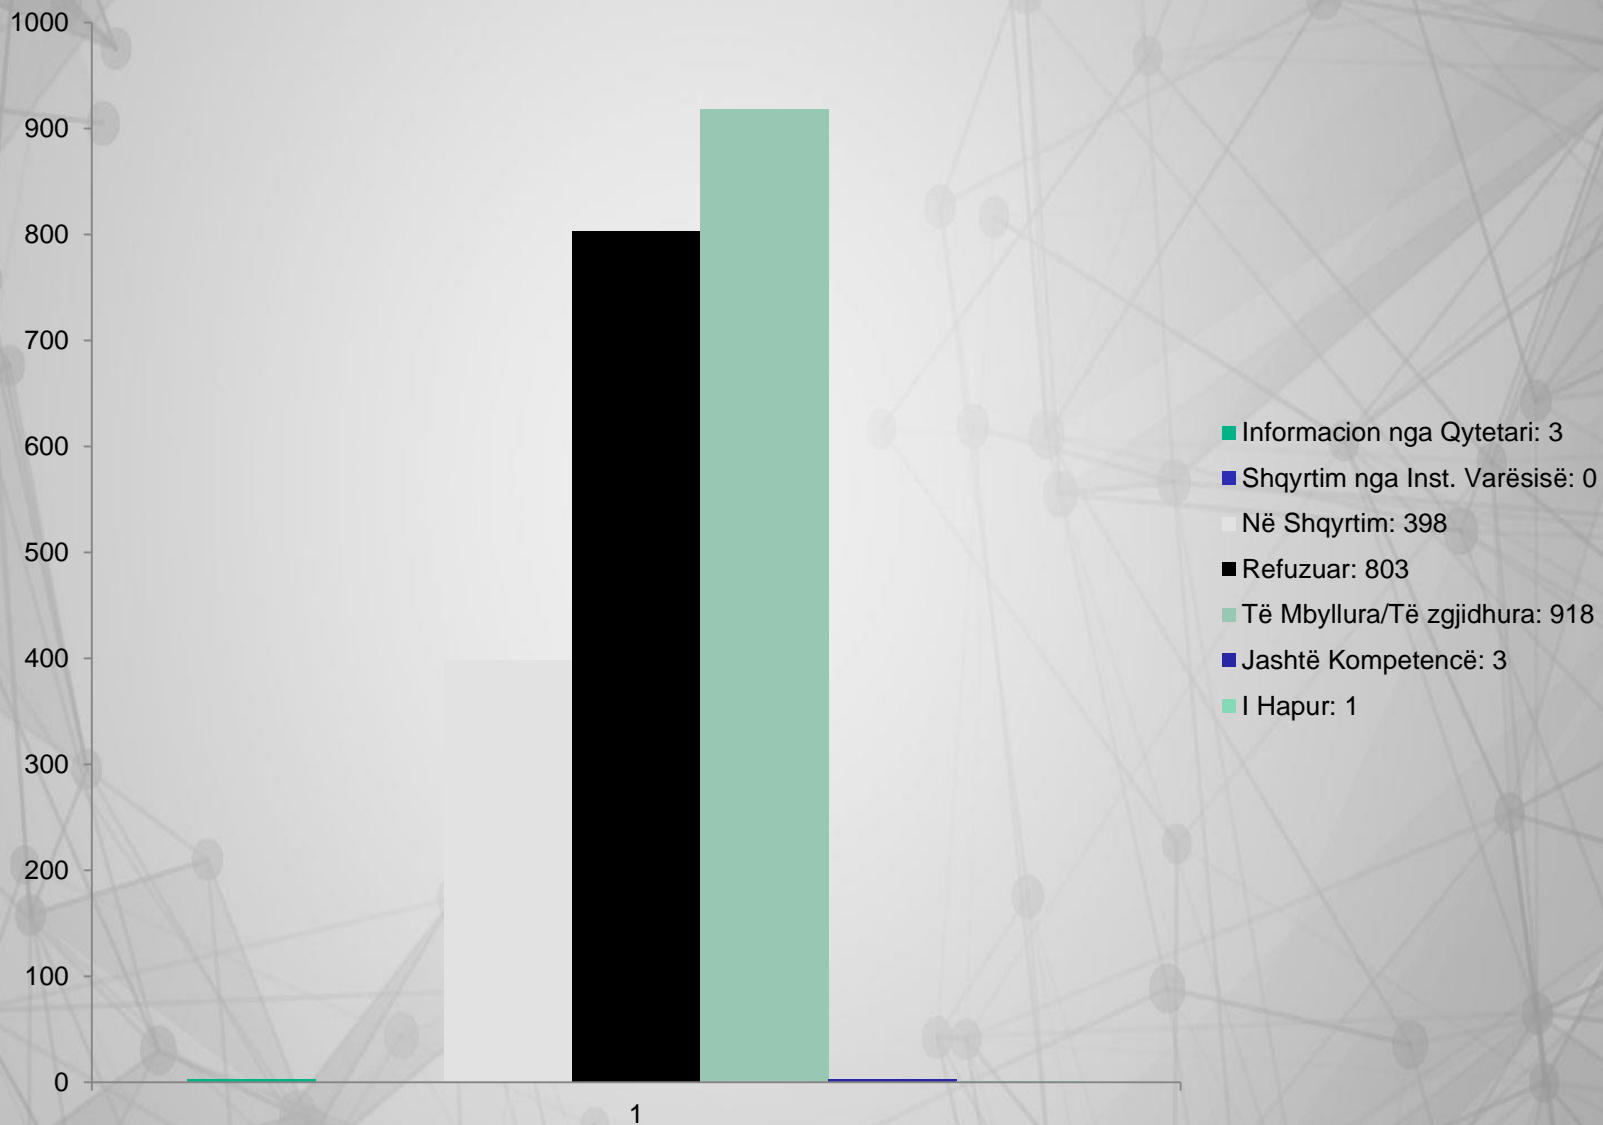 1000
900
800
700
600
500
400
300
200
100
0
1
Informacion nga Qytetari: 3
Shqyrtim nga Inst. Varësisë: 0
Në Shqyrtim: 398
Refuzuar: 803
Të Mbyllura/Të zgjidhura: 918
Jashtë Kompetencë: 3
I Hapur: 1